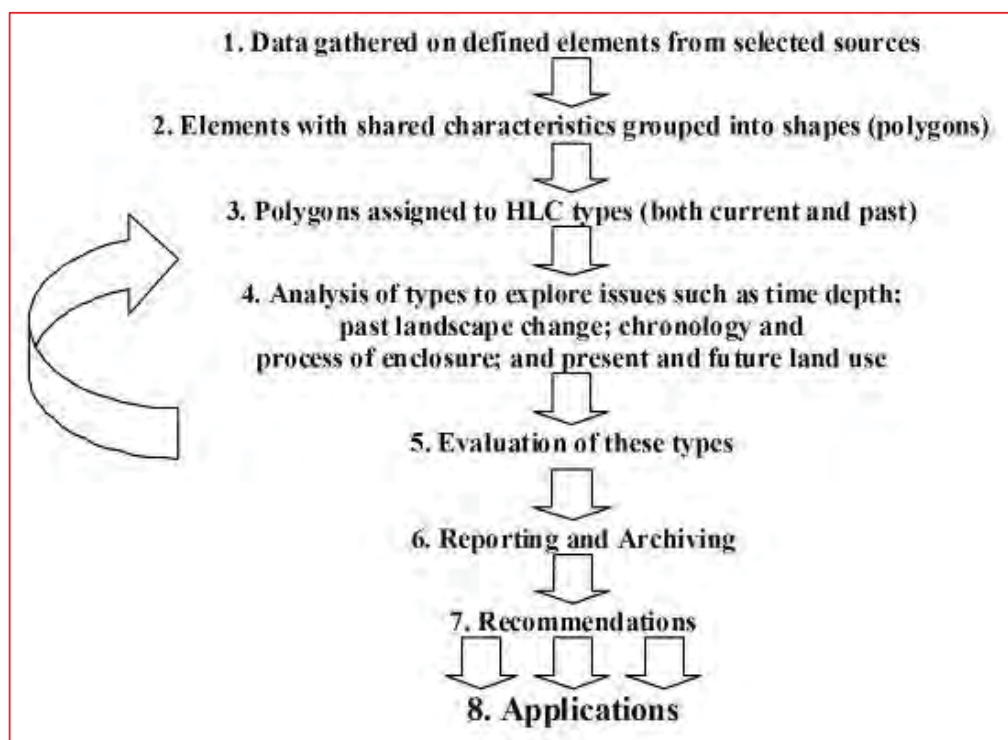 1. Data gathered on defined elements from selected sources
2. Elements with shared characteristics grouped into shapes (polygons)
3. Polygons assigned to HLC types (both current and past)
4. Analysis of types to explore issues such as time depth;
past landscape change; chronology and
process of enclosure; and present and future land use
5. Evaluation of these types
6. Reporting and Archiving
7. Recommendations
8. Applications